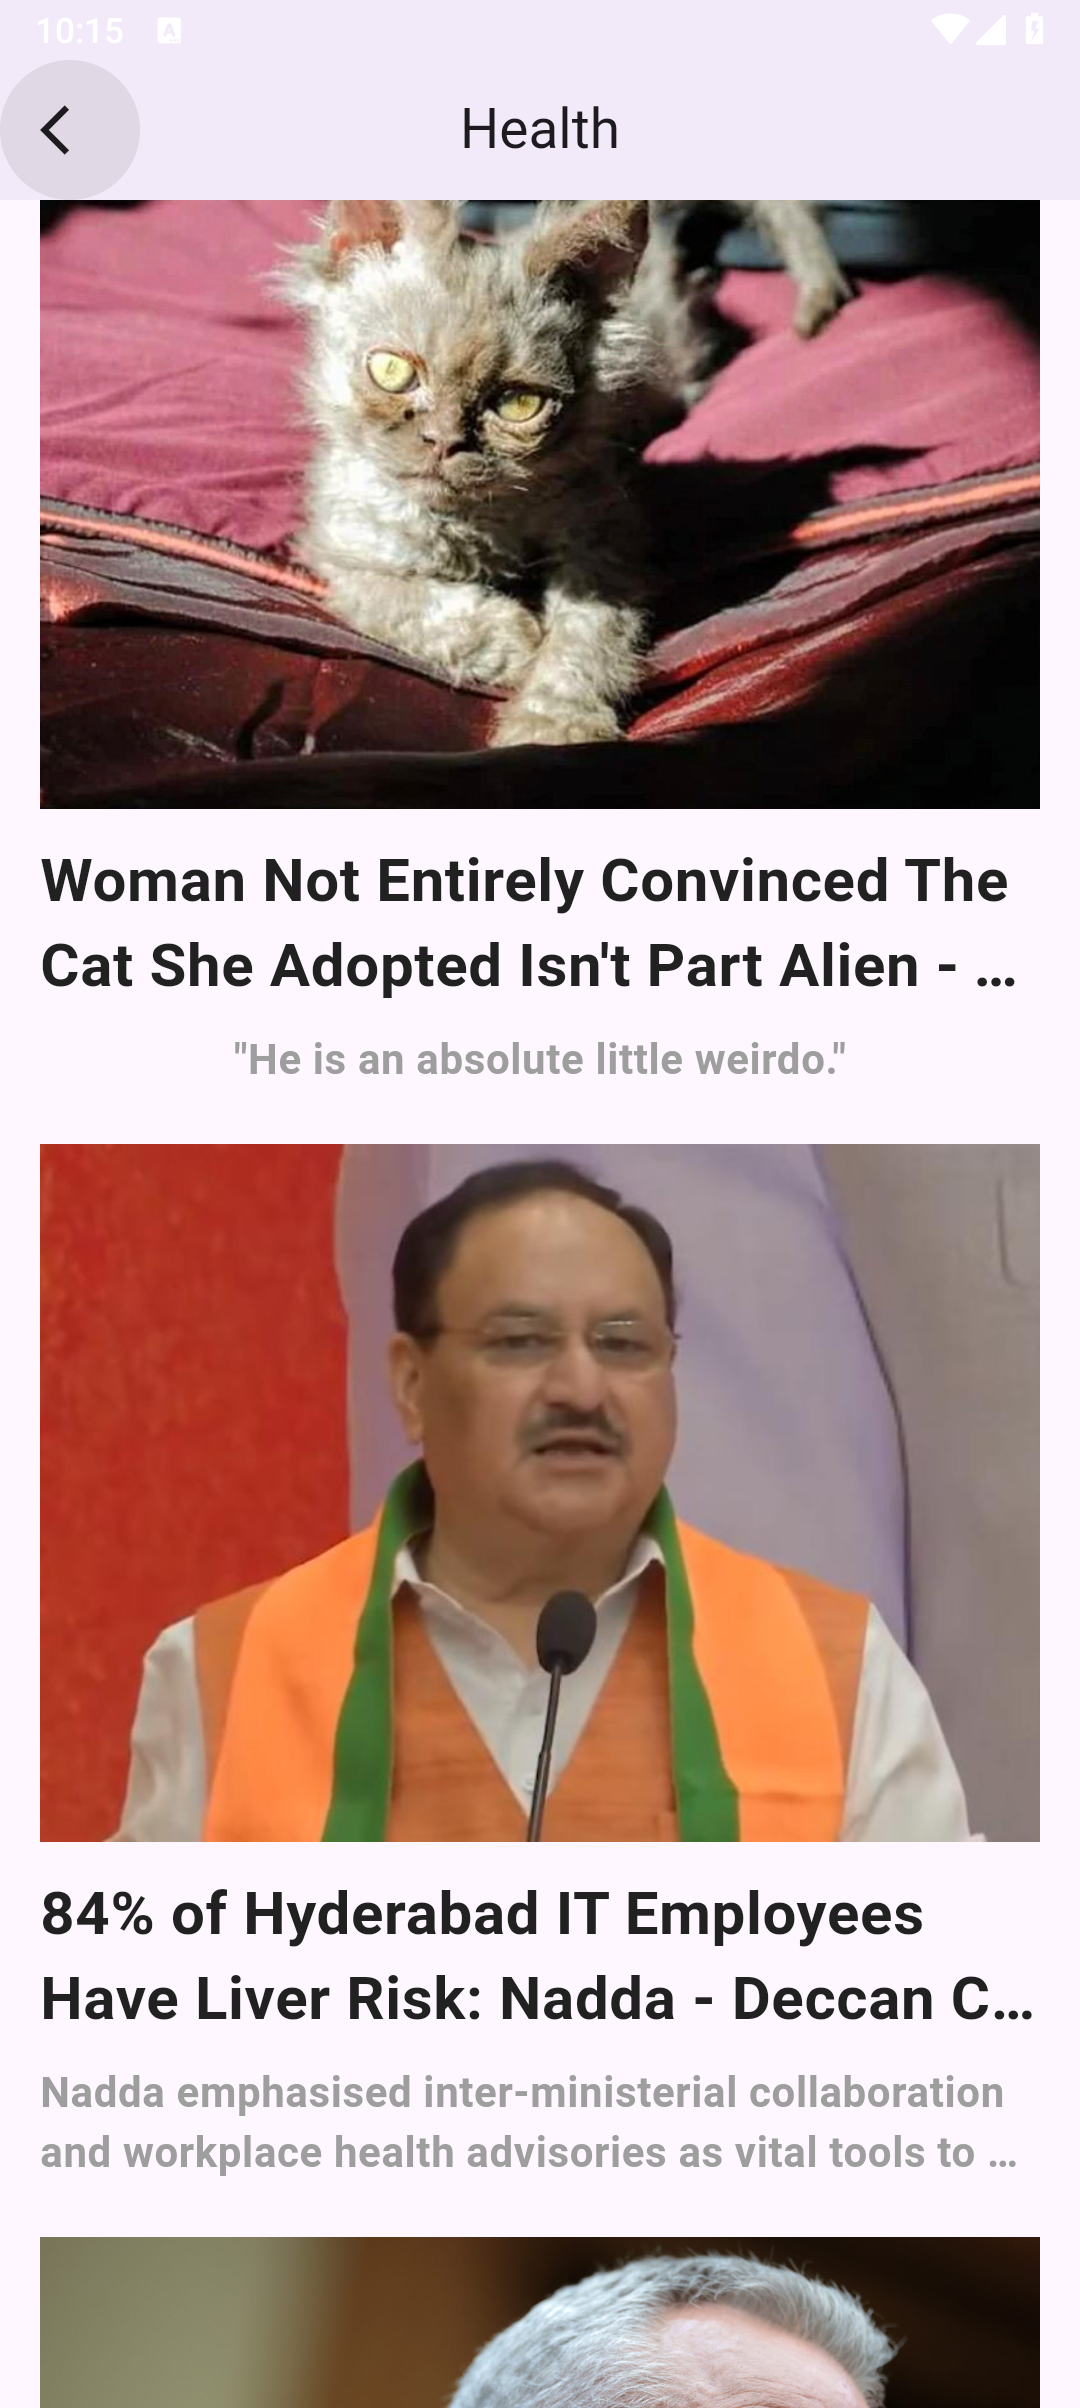 10:15
Health
Woman Not Entirely Convinced The
Cat She Adopted Isn't Part Alien - …
"He is an absolute little weirdo."
84% of Hyderabad IT Employees
Have Liver Risk: Nadda - Deccan C…
Nadda emphasised inter-ministerial collaboration
and workplace health advisories as vital tools to …